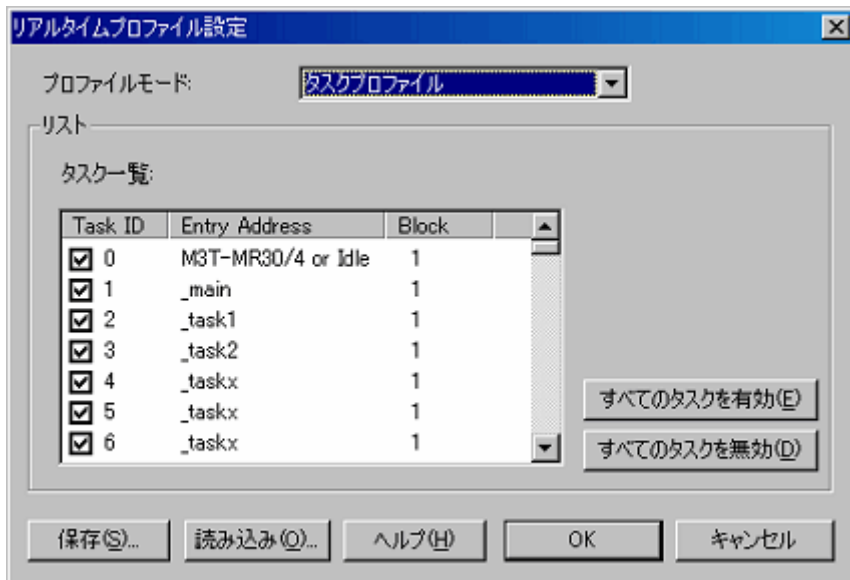 リアルタイムプロファイル設定
プロファイルモード: タスクプロファイル
リスト
タスク一覧:
Task ID Entry Address Block
0 M3T-MR30/4 or Idle 1
1 _main 1
2 _task1 1
3 _task2 1
4 _taskx 1
5 _taskx 1
6 _taskx 1
すべてのタスクを有効(E)
すべてのタスクを無効(D)
保存(S)... 読み込み(O)... ヘルプ(H) OK キャンセル